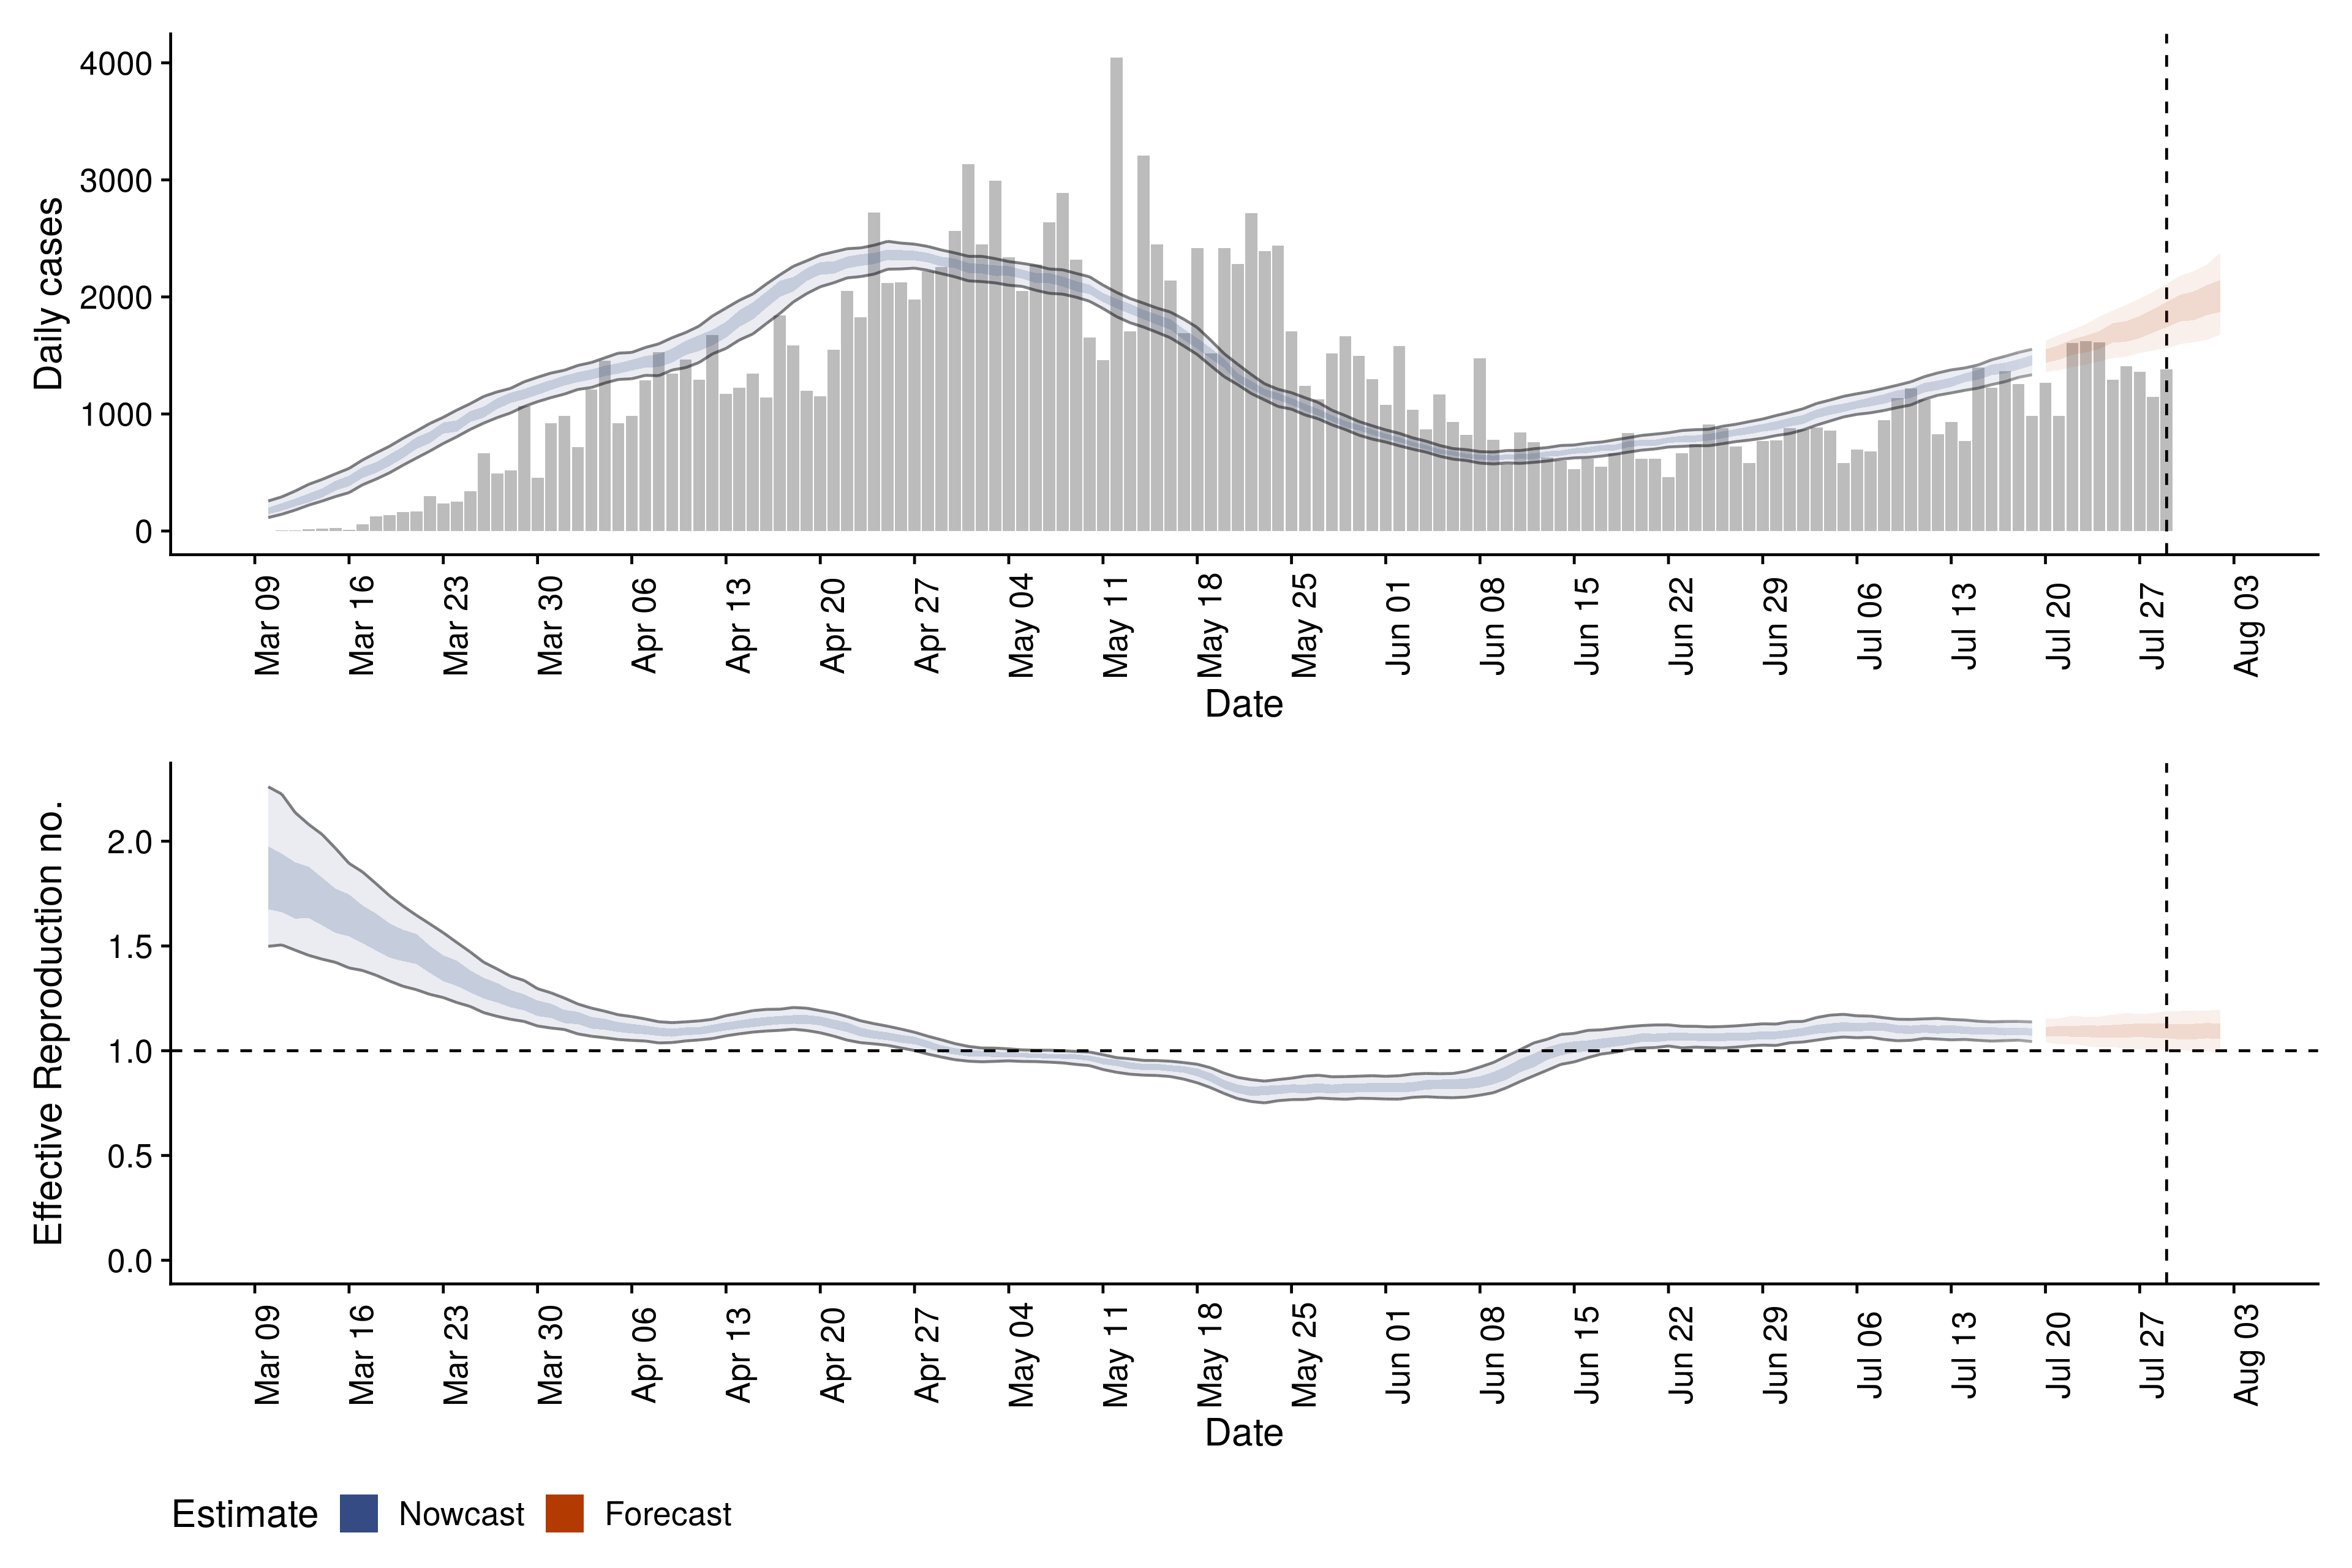 Daily cases
4000
3000
2000
1000
0
Mar 09
Mar 16
Mar 23
Mar 30
Apr 06
Apr 13
Apr 20
Apr 27
May 04
May 11
May 18
May 25
Jun 01
Jun 08
Jun 15
Jun 22
Jun 29
Jul 06
Jul 13
Jul 20
Jul 27
Aug 03
Date
Effective Reproduction no.
2.0
1.5
1.0
0.5
0.0
Mar 09
Mar 16
Mar 23
Mar 30
Apr 06
Apr 13
Apr 20
Apr 27
May 04
May 11
May 18
May 25
Jun 01
Jun 08
Jun 15
Jun 22
Jun 29
Jul 06
Jul 13
Jul 20
Jul 27
Aug 03
Date
Estimate Nowcast Forecast